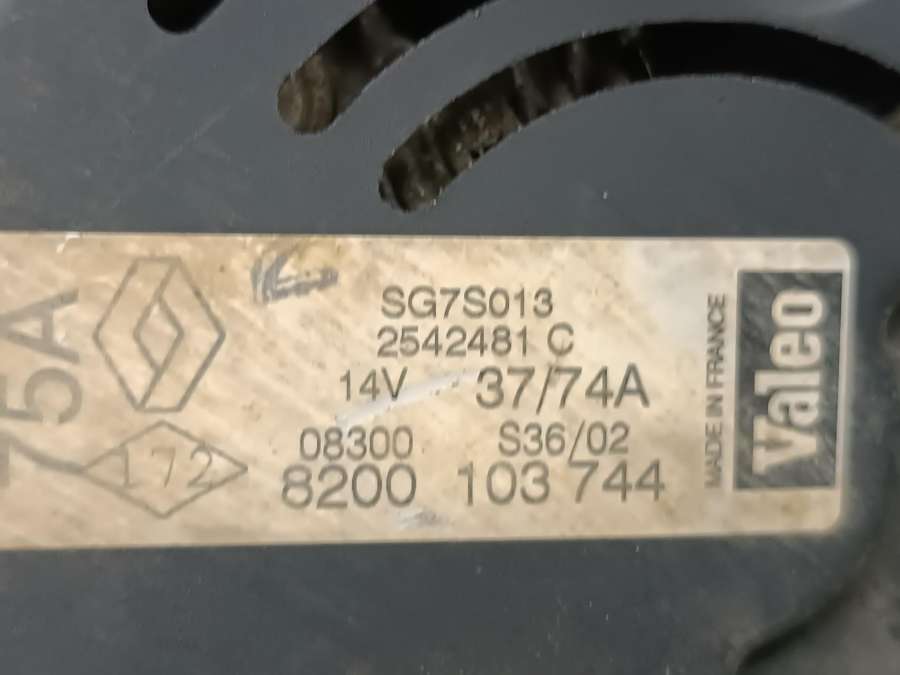 75A
172
SG7S013
2542481 C
14V 37/74A
08300 S36/02
8200 103 744
MADE IN FRANCE
Valeo